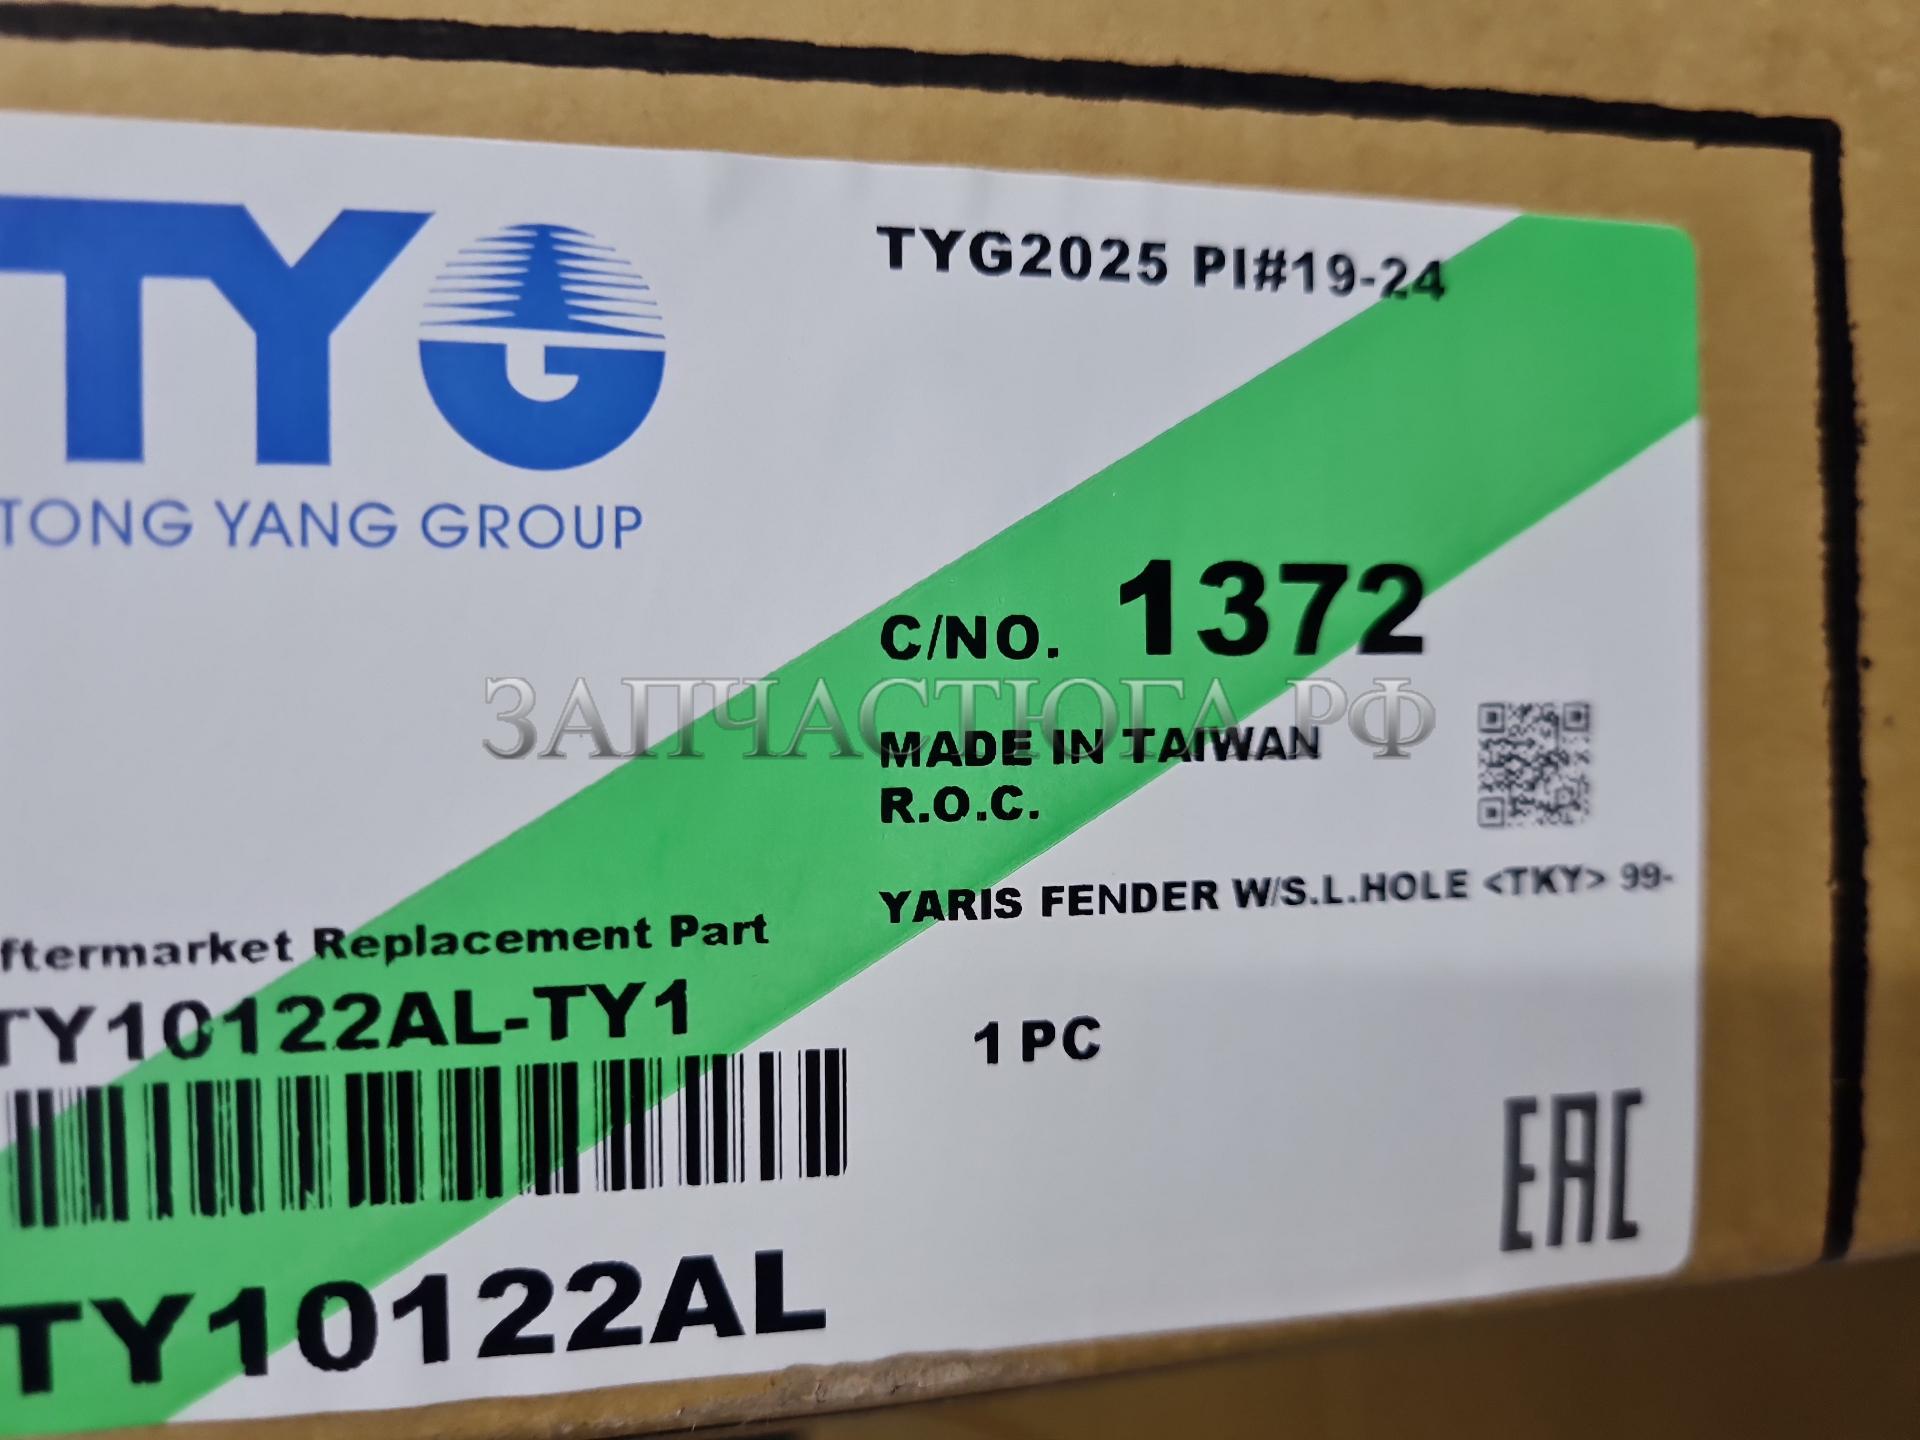 TYG
TONG YANG GROUP
TYG2025 PI#19-24
C/NO. 1372
ЗАПЧАСТЮГА.РФ
MADE IN TAIWAN
R.O.C.
YARIS FENDER W/S.L.HOLE <TKY> 99-
ftermarket Replacement Part
TY10122AL-TY1
1 PC
TY10122AL
EAC